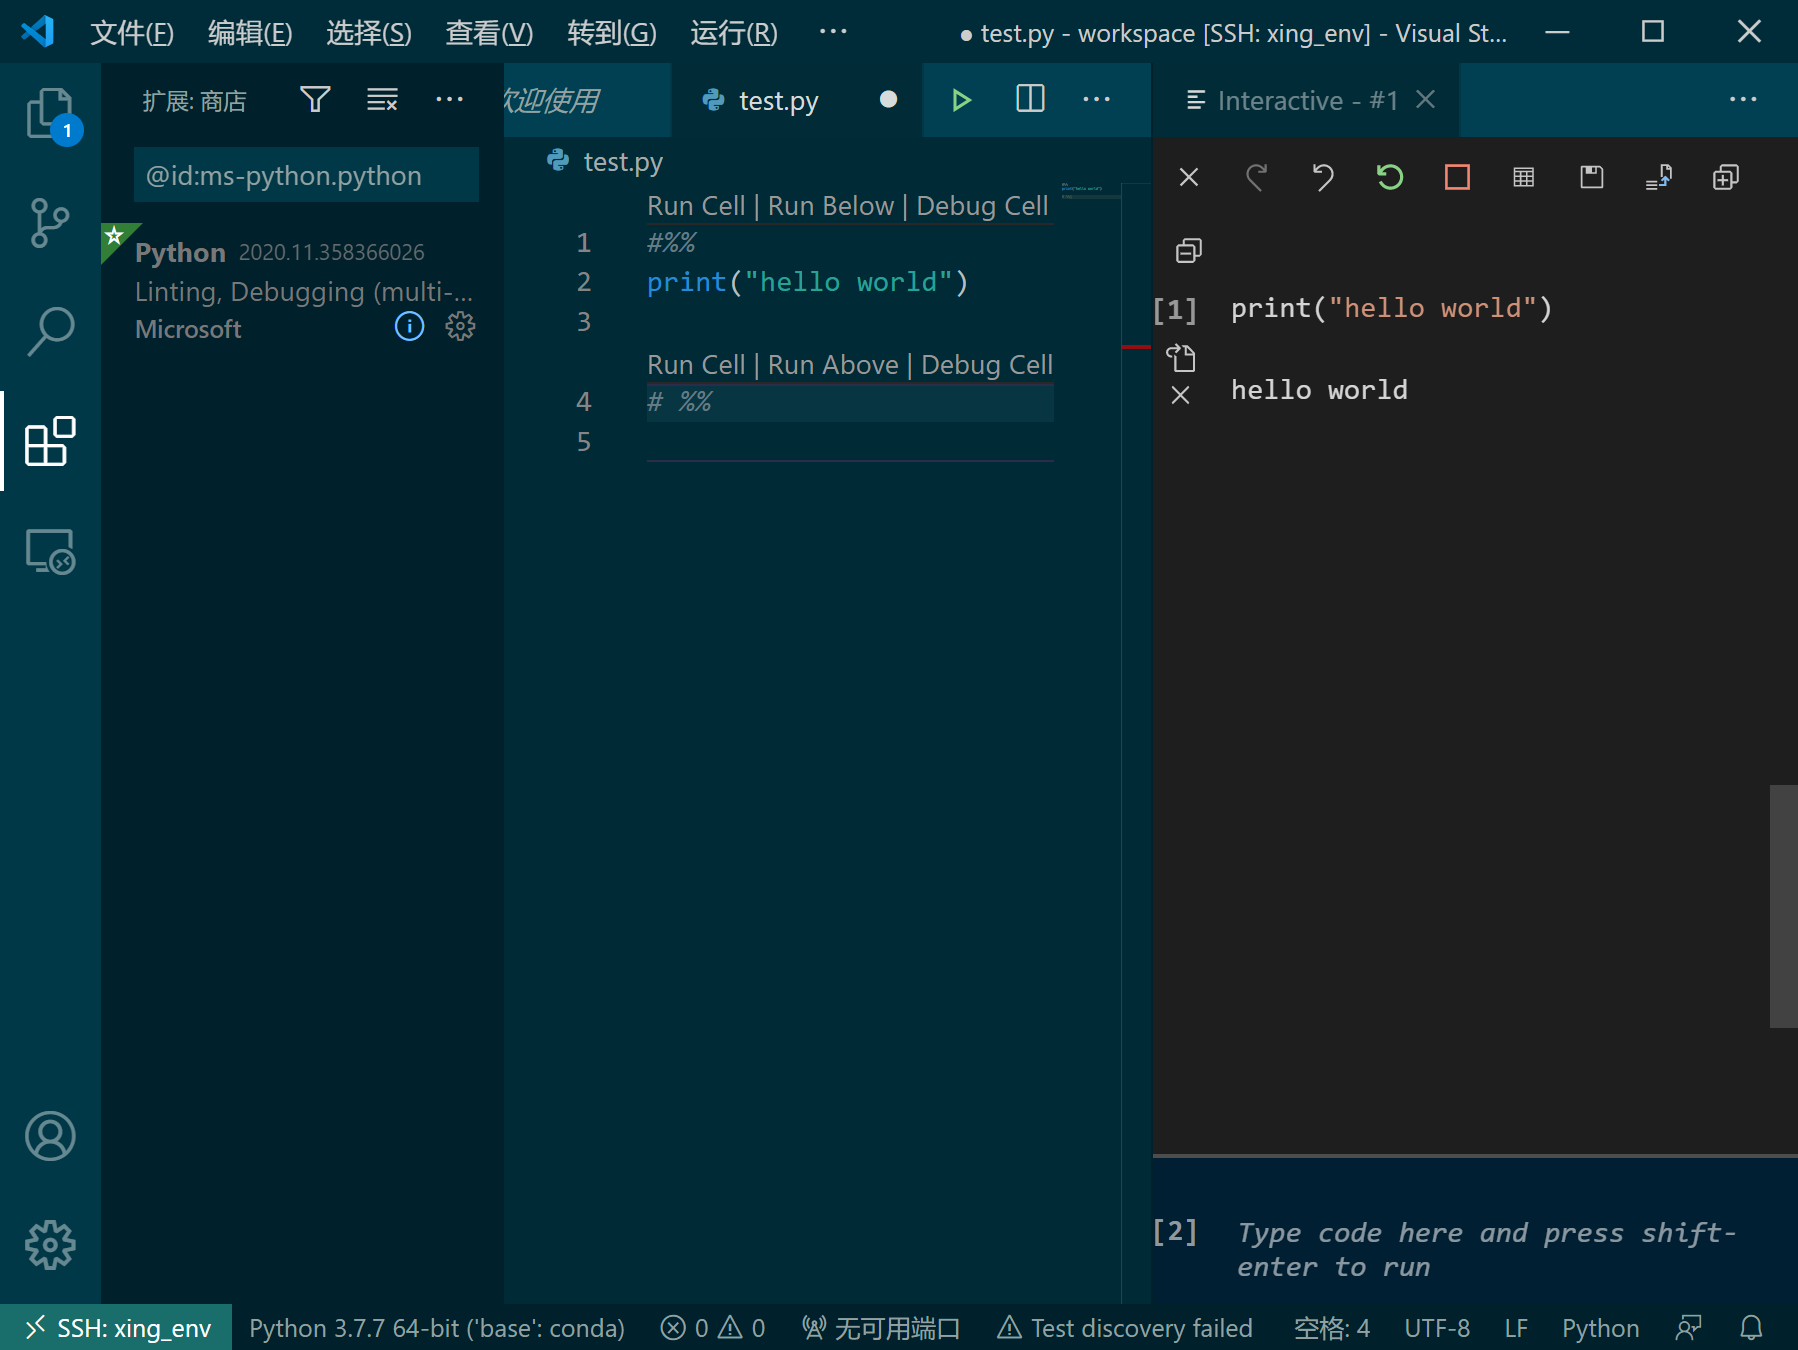 文件(F) 编辑(E) 选择(S) 查看(V) 转到(G) 运行(R) ··· ● test.py - workspace [SSH: xing_env] - Visual St...
1
扩展: 商店
@id:ms-python.python
Python 2020.11.358366026
Linting, Debugging (multi-...
Microsoft
欢迎使用 test.py
test.py
Run Cell | Run Below | Debug Cell
1 #%%
2 print("hello world")
3
Run Cell | Run Above | Debug Cell
4 # %%
5
Interactive - #1
[1] print("hello world")
hello world
[2] Type code here and press shift-
enter to run
SSH: xing_env Python 3.7.7 64-bit ('base': conda) 0 0 无可用端口 Test discovery failed 空格: 4 UTF-8 LF Python